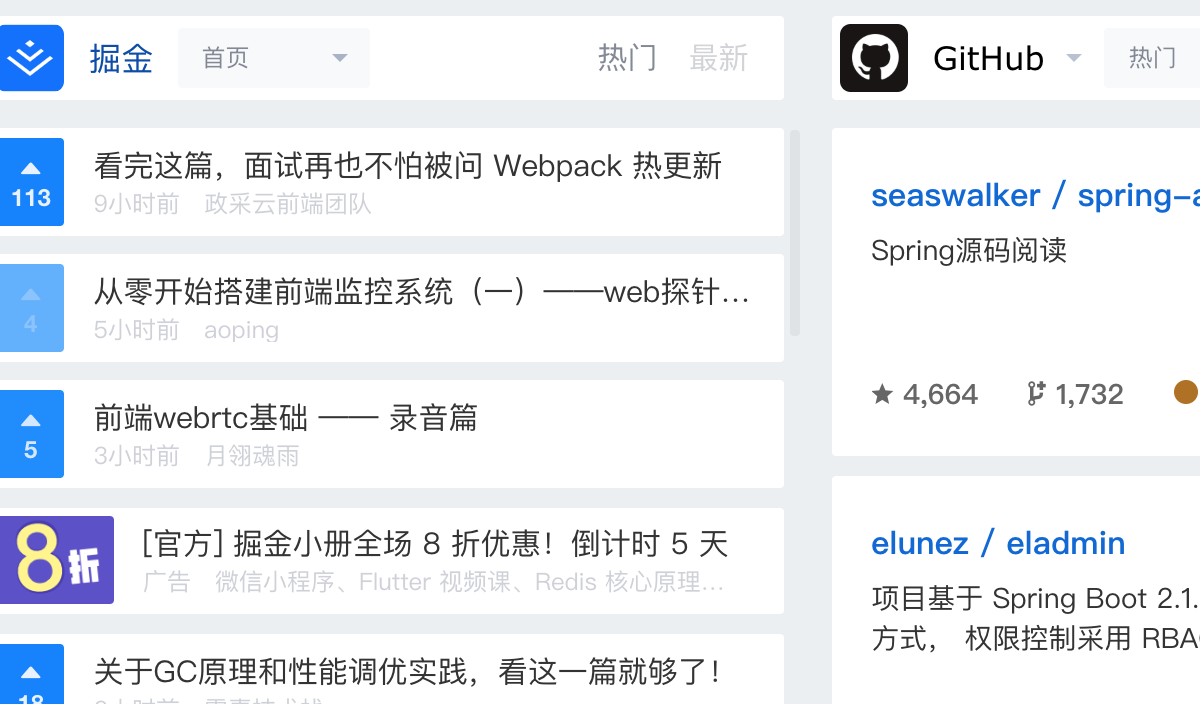 掘金
首页
热门
最新
113
看完这篇，面试再也不怕被问 Webpack 热更新
9小时前 政采云前端团队
4
从零开始搭建前端监控系统（一）——web探针…
5小时前 aoping
5
前端webrtc基础 —— 录音篇
3小时前 月翎魂雨
8折
[官方] 掘金小册全场 8 折优惠！倒计时 5 天
广告 微信小程序、Flutter 视频课、Redis 核心原理…
18
关于GC原理和性能调优实践，看这一篇就够了！
GitHub
热门
seaswalker / spring-a
Spring源码阅读
4,664
1,732
elunez / eladmin
项目基于 Spring Boot 2.1.
方式， 权限控制采用 RBA